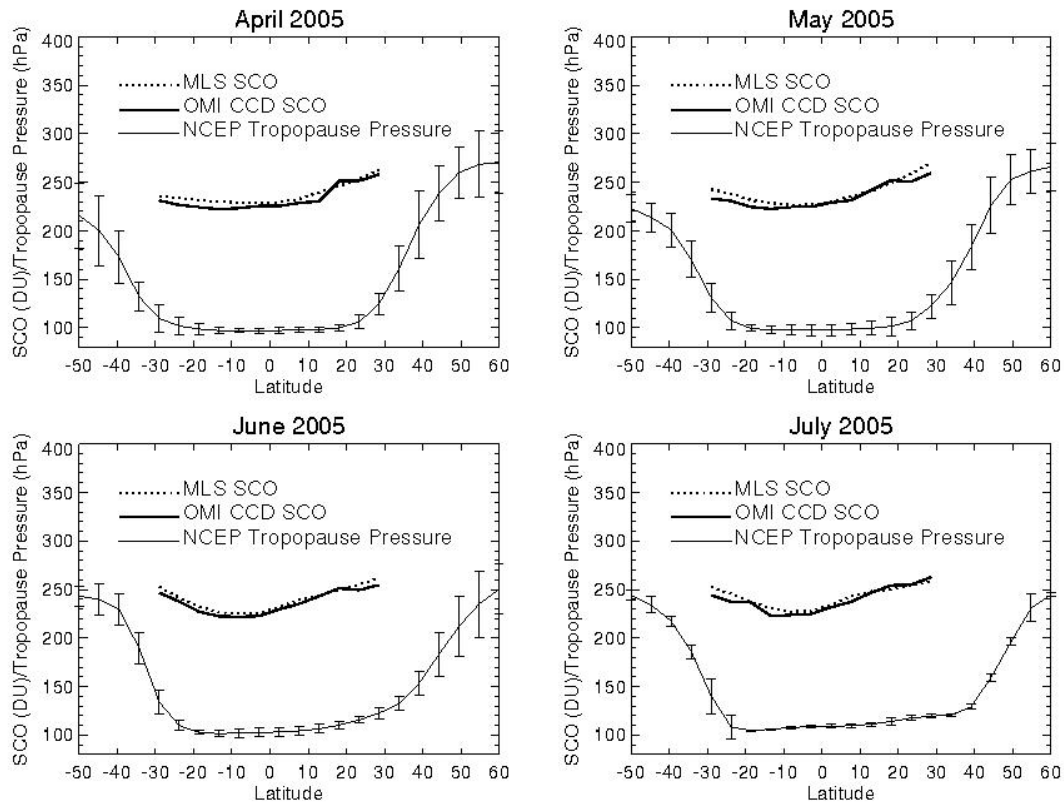 April 2005
SCO (DU)/Tropopause Pressure (hPa)
400
350
300
250
200
150
100
MLS SCO
OMI CCD SCO
NCEP Tropopause Pressure
-50 -40 -30 -20 -10 0 10 20 30 40 50 60
Latitude
May 2005
SCO (DU)/Tropopause Pressure (hPa)
400
350
300
250
200
150
100
MLS SCO
OMI CCD SCO
NCEP Tropopause Pressure
-50 -40 -30 -20 -10 0 10 20 30 40 50 60
Latitude
June 2005
SCO (DU)/Tropopause Pressure (hPa)
400
350
300
250
200
150
100
MLS SCO
OMI CCD SCO
NCEP Tropopause Pressure
-50 -40 -30 -20 -10 0 10 20 30 40 50 60
Latitude
July 2005
SCO (DU)/Tropopause Pressure (hPa)
400
350
300
250
200
150
100
MLS SCO
OMI CCD SCO
NCEP Tropopause Pressure
-50 -40 -30 -20 -10 0 10 20 30 40 50 60
Latitude